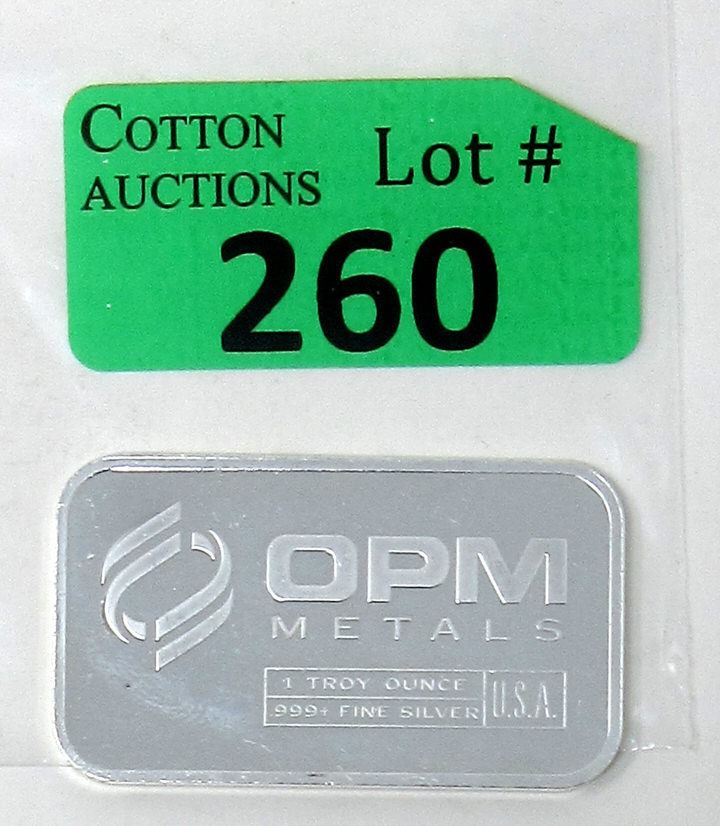 COTTON
AUCTIONS
Lot #
260
OPM
METALS
1 TROY OUNCE
.999+ FINE SILVER
U.S.A.